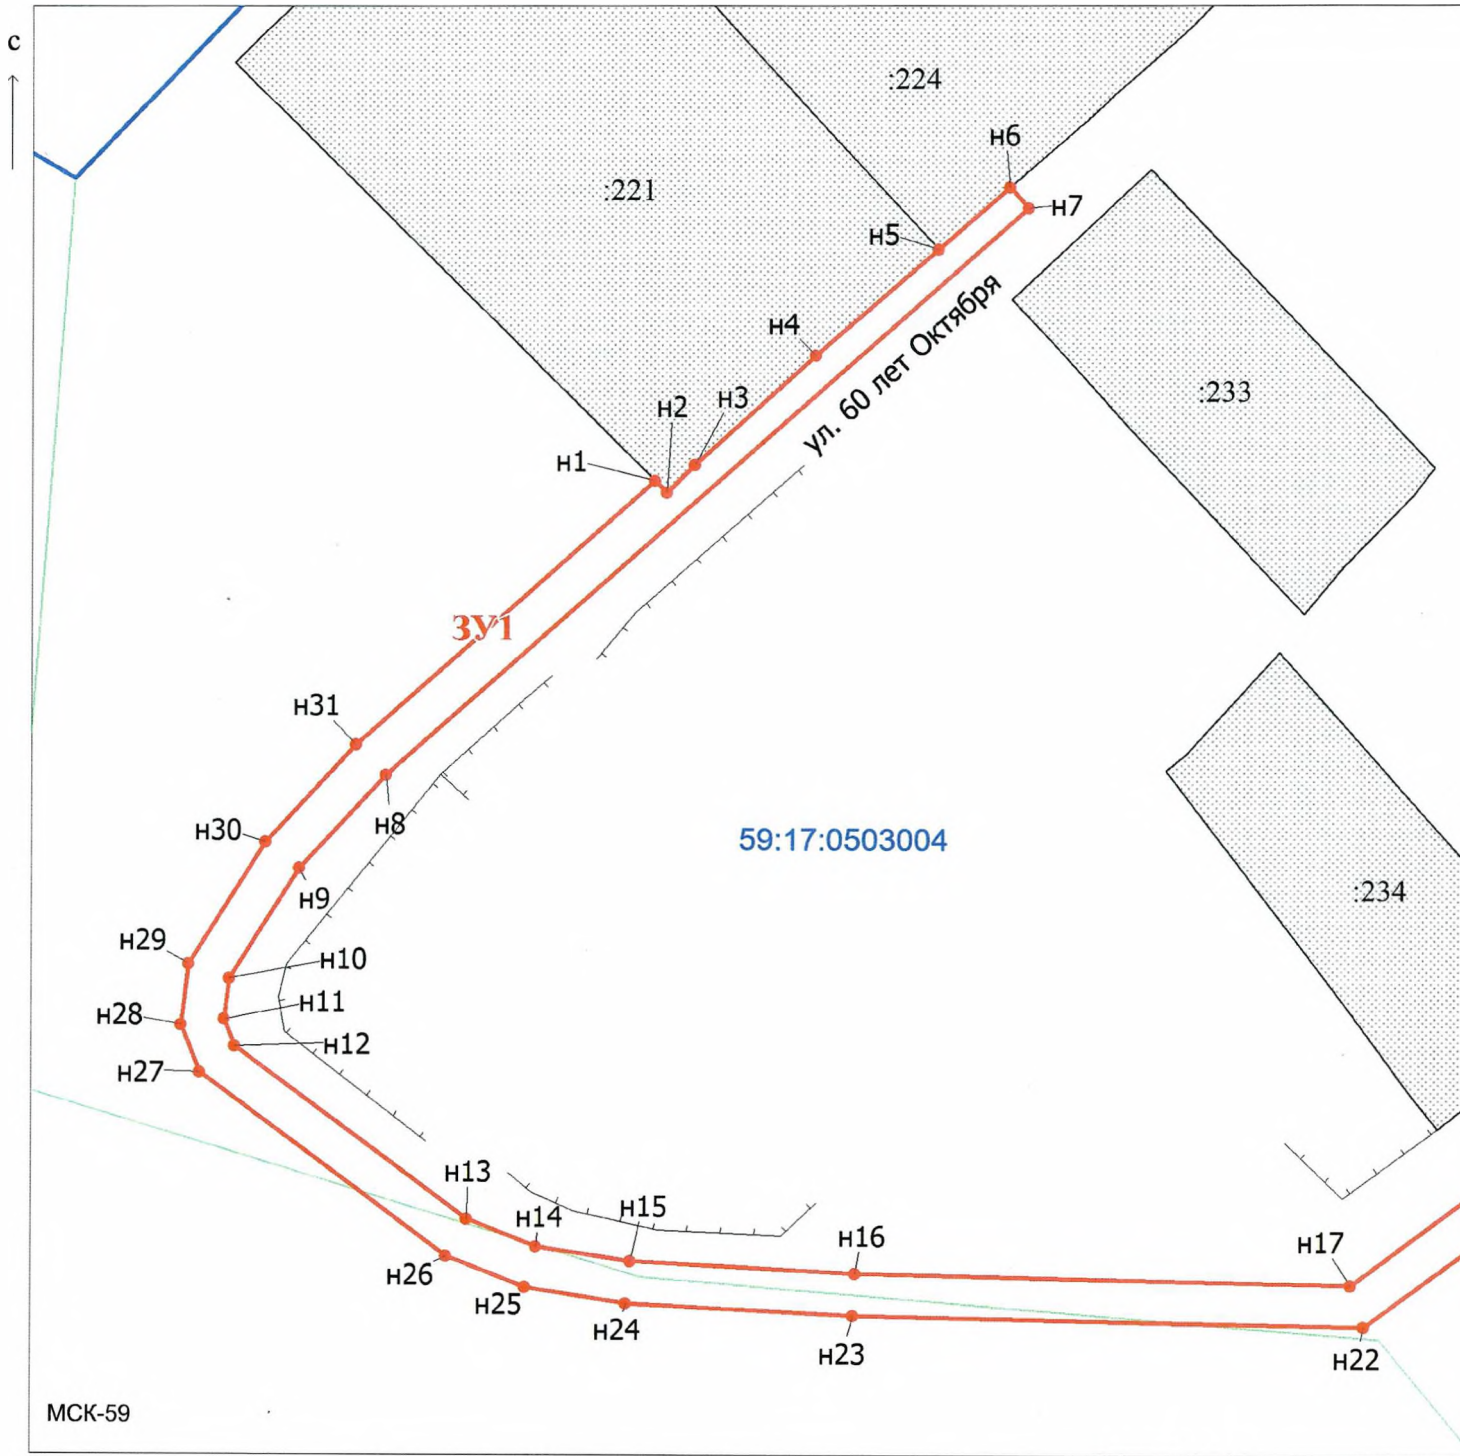 с
:224
н6
:221
н7
н5
н4
ул. 60 лет Октября
:233
н3
н2
н1
ЗУ1
н31
н8
н30
59:17:0503004
н9
:234
н29
н10
н11
н28
н12
н27
н13
н15
н14
н16
н17
н26
н25
н24
н23
н22
МСК-59